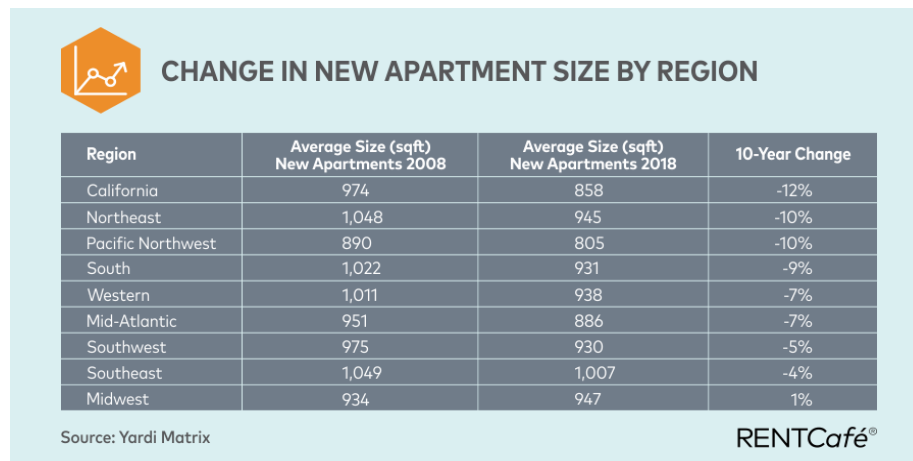 CHANGE IN NEW APARTMENT SIZE BY REGION
Region Average Size (sqft) New Apartments 2008 Average Size (sqft) New Apartments 2018 10-Year Change
California 974 858 -12%
Northeast 1,048 945 -10%
Pacific Northwest 890 805 -10%
South 1,022 931 -9%
Western 1,011 938 -7%
Mid-Atlantic 951 886 -7%
Southwest 975 930 -5%
Southeast 1,049 1,007 -4%
Midwest 934 947 1%
Source: Yardi Matrix
RENTCafé®